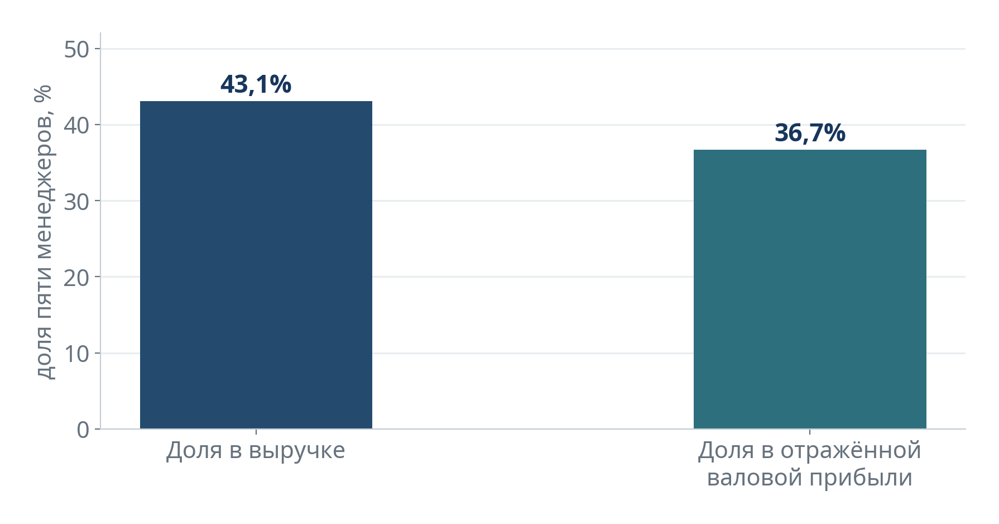 доля пяти менеджеров, %
50
40
30
20
10
0
43,1%
36,7%
Доля в выручке
Доля в отражённой
валовой прибыли